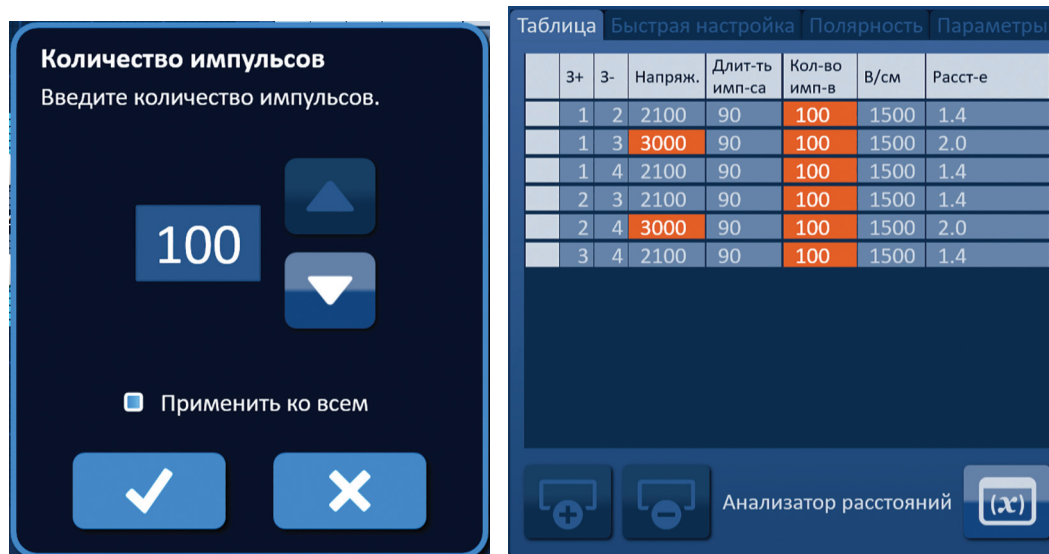 Количество импульсов
Введите количество импульсов.
100
Применить ко всем
Таблица Быстрая настройка Полярность Параметры
З+ З- Напряж. Длит-ть имп-са Кол-во имп-в В/см Расст-е
1 2 2100 90 100 1500 1.4
1 3 3000 90 100 1500 2.0
1 4 2100 90 100 1500 1.4
2 3 2100 90 100 1500 1.4
2 4 3000 90 100 1500 2.0
3 4 2100 90 100 1500 1.4
Анализатор расстояний (x)